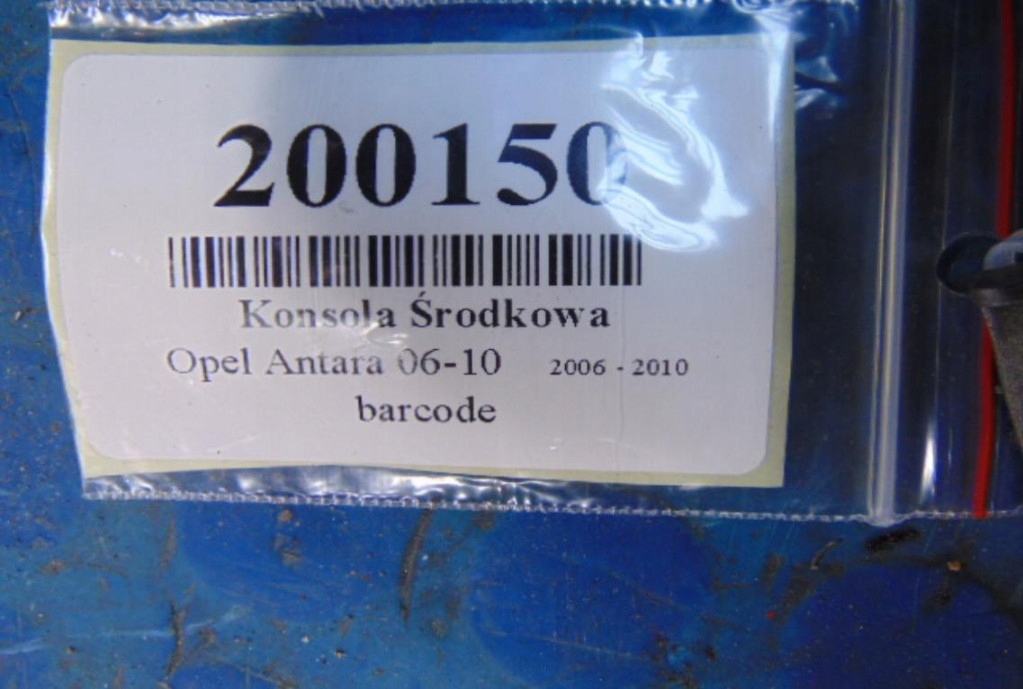 200150
Konsola Środkowa
Opel Antara 06-10 2006 - 2010
barcode